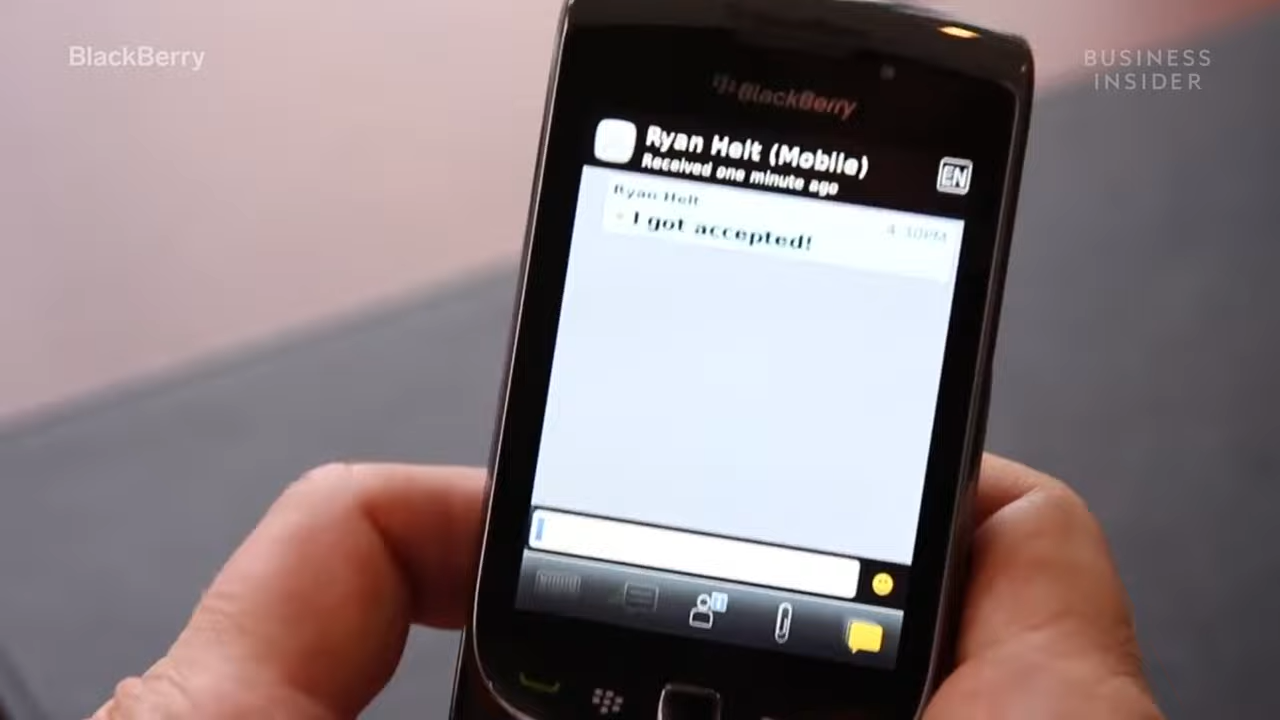 BlackBerry
BUSINESS
INSIDER
BlackBerry
Ryan Helt (Mobile)
Received one minute ago
EN
Ryan Helt
4:30PM
* I got accepted!